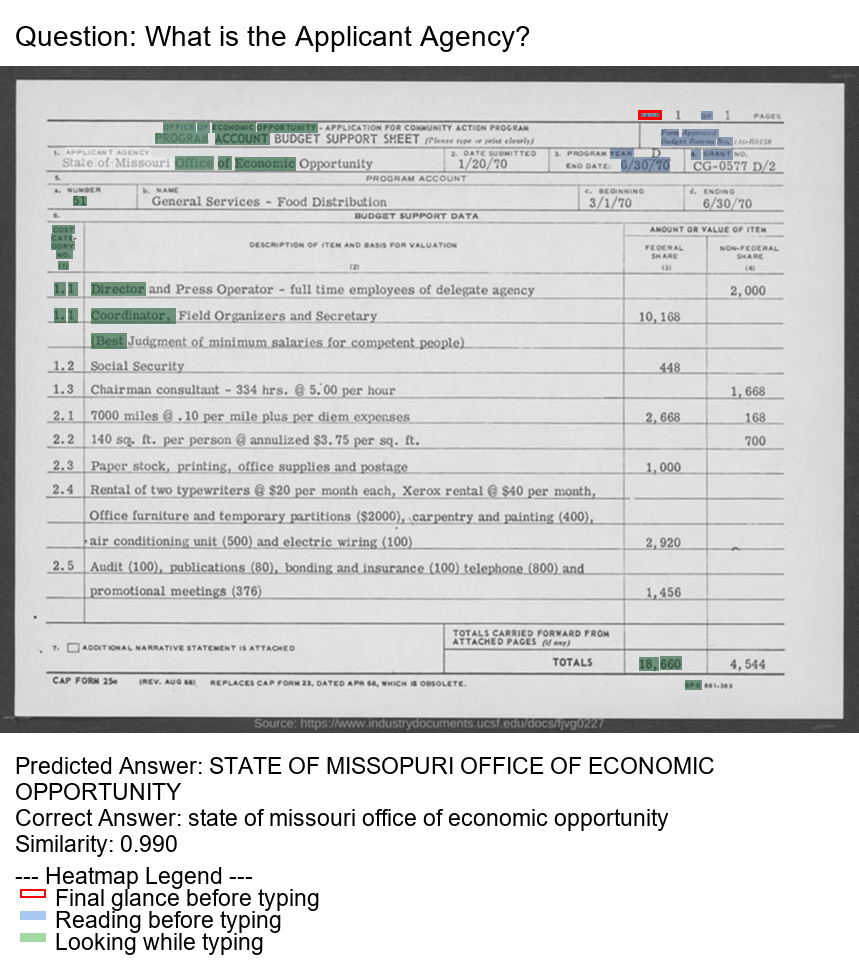 Question: What is the Applicant Agency?
1 OF 1 PAGES
OFFICE OF ECONOMIC OPPORTUNITY - APPLICATION FOR COMMUNITY ACTION PROGRAM
Form Approved
PROGRAM ACCOUNT BUDGET SUPPORT SHEET (Please type or print clearly)
Budget Bureau No. 116-R0158
1. APPLICANT AGENCY
State of Missouri Office of Economic Opportunity
2. DATE SUBMITTED
1/20/70
3. PROGRAM YEAR D
END DATE: 6/30/70
4. GRANT NO.
CG-0577 D/2
5. PROGRAM ACCOUNT
a. NUMBER
51
b. NAME
General Services - Food Distribution
c. BEGINNING
3/1/70
d. ENDING
6/30/70
6. BUDGET SUPPORT DATA
COST
CATE-
GORY
NO.
(1)
DESCRIPTION OF ITEM AND BASIS FOR VALUATION
(2)
AMOUNT OR VALUE OF ITEM
FEDERAL
SHARE
(3)
NON-FEDERAL
SHARE
(4)
1.1 Director and Press Operator - full time employees of delegate agency 2,000
1.1 Coordinator, Field Organizers and Secretary 10,168
(Best Judgment of minimum salaries for competent people)
1.2 Social Security 448
1.3 Chairman consultant - 334 hrs. @ 5.00 per hour 1,668
2.1 7000 miles @ .10 per mile plus per diem expenses 2,668 168
2.2 140 sq. ft. per person @ annulized $3.75 per sq. ft. 700
2.3 Paper stock, printing, office supplies and postage 1,000
2.4 Rental of two typewriters @ $20 per month each, Xerox rental @ $40 per month,
Office furniture and temporary partitions ($2000), carpentry and painting (400),
air conditioning unit (500) and electric wiring (100) 2,920
2.5 Audit (100), publications (80), bonding and insurance (100) telephone (800) and
promotional meetings (376) 1,456
7. ADDITIONAL NARRATIVE STATEMENT IS ATTACHED
TOTALS CARRIED FORWARD FROM
ATTACHED PAGES (if any)
TOTALS 18,660 4,544
CAP FORM 25a (REV. AUG 68) REPLACES CAP FORM 23, DATED APR 68, WHICH IS OBSOLETE.
GPO 861-383
Source: https://www.industrydocuments.ucsf.edu/docs/fjvg0227
Predicted Answer: STATE OF MISSOPURI OFFICE OF ECONOMIC
OPPORTUNITY
Correct Answer: state of missouri office of economic opportunity
Similarity: 0.990
--- Heatmap Legend ---
Final glance before typing
Reading before typing
Looking while typing